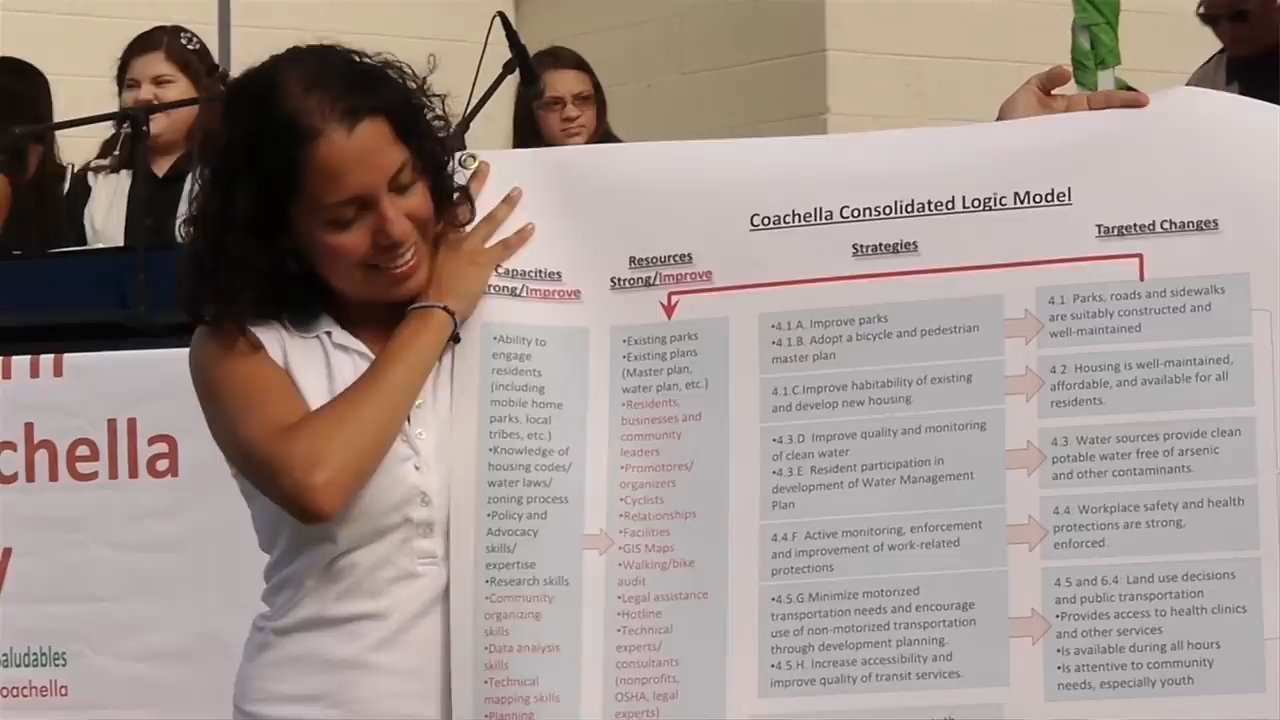 chella
aludables
oachella
Coachella Consolidated Logic Model
Capacities
rong/Improve
•Ability to
engage
residents
(including
mobile home
parks, local
tribes, etc.)
•Knowledge of
housing codes/
water laws/
zoning process
•Policy and
Advocacy
skills/
expertise
•Research skills
•Community
organizing
skills
•Data analysis
skills
•Technical
mapping skills
•Planning
Resources
Strong/Improve
•Existing parks
•Existing plans
(Master plan,
water plan, etc.)
•Residents,
businesses and
community
leaders
•Promotores/
organizers
•Cyclists
•Relationships
•Facilities
•GIS Maps
•Walking/bike
audit
•Legal assistance
•Hotline
•Technical
experts/
consultants
(nonprofits,
OSHA, legal
experts)
Strategies
•4.1.A. Improve parks
•4.1.B. Adopt a bicycle and pedestrian
master plan
4.1.C.Improve habitability of existing
and develop new housing.
•4.3.D. Improve quality and monitoring
of clean water.
•4.3.E. Resident participation in
development of Water Management
Plan
4.4.F. Active monitoring, enforcement
and improvement of work-related
protections
•4.5.G.Minimize motorized
transportation needs and encourage
use of non-motorized transportation
through development planning.
•4.5.H. Increase accessibility and
improve quality of transit services.
Targeted Changes
4.1. Parks, roads and sidewalks
are suitably constructed and
well-maintained
4.2. Housing is well-maintained,
affordable, and available for all
residents.
4.3. Water sources provide clean
potable water free of arsenic
and other contaminants.
4.4. Workplace safety and health
protections are strong,
enforced.
4.5 and 6.4: Land use decisions
and public transportation
•Provides access to health clinics
and other services
•Is available during all hours
•Is attentive to community
needs, especially youth